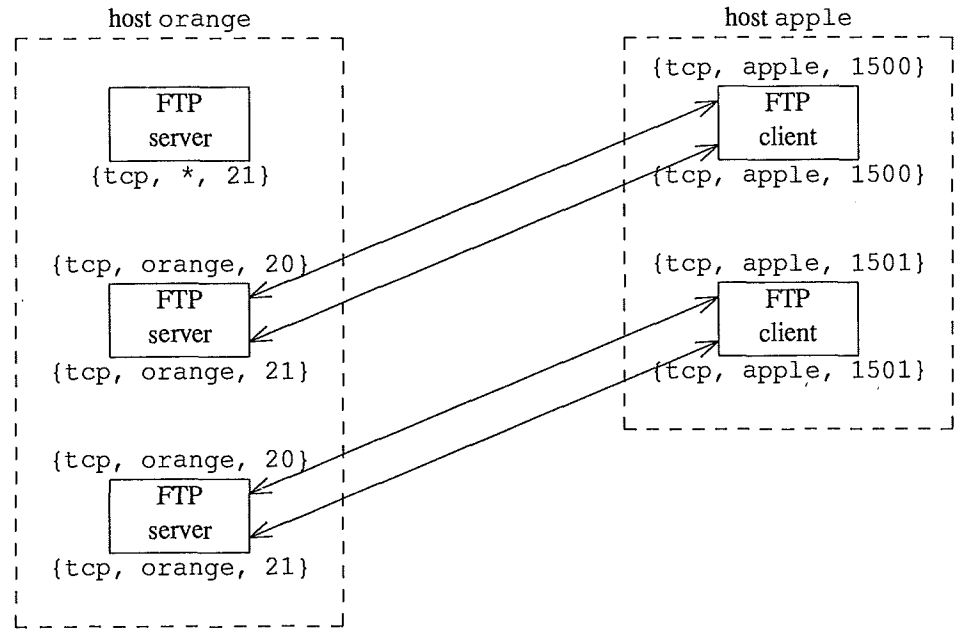 host orange
host apple
{tcp, apple, 1500}
FTP
server
{tcp, *, 21}
FTP
client
{tcp, apple, 1500}
{tcp, orange, 20}
FTP
server
{tcp, orange, 21}
{tcp, apple, 1501}
FTP
client
{tcp, apple, 1501}
{tcp, orange, 20}
FTP
server
{tcp, orange, 21}